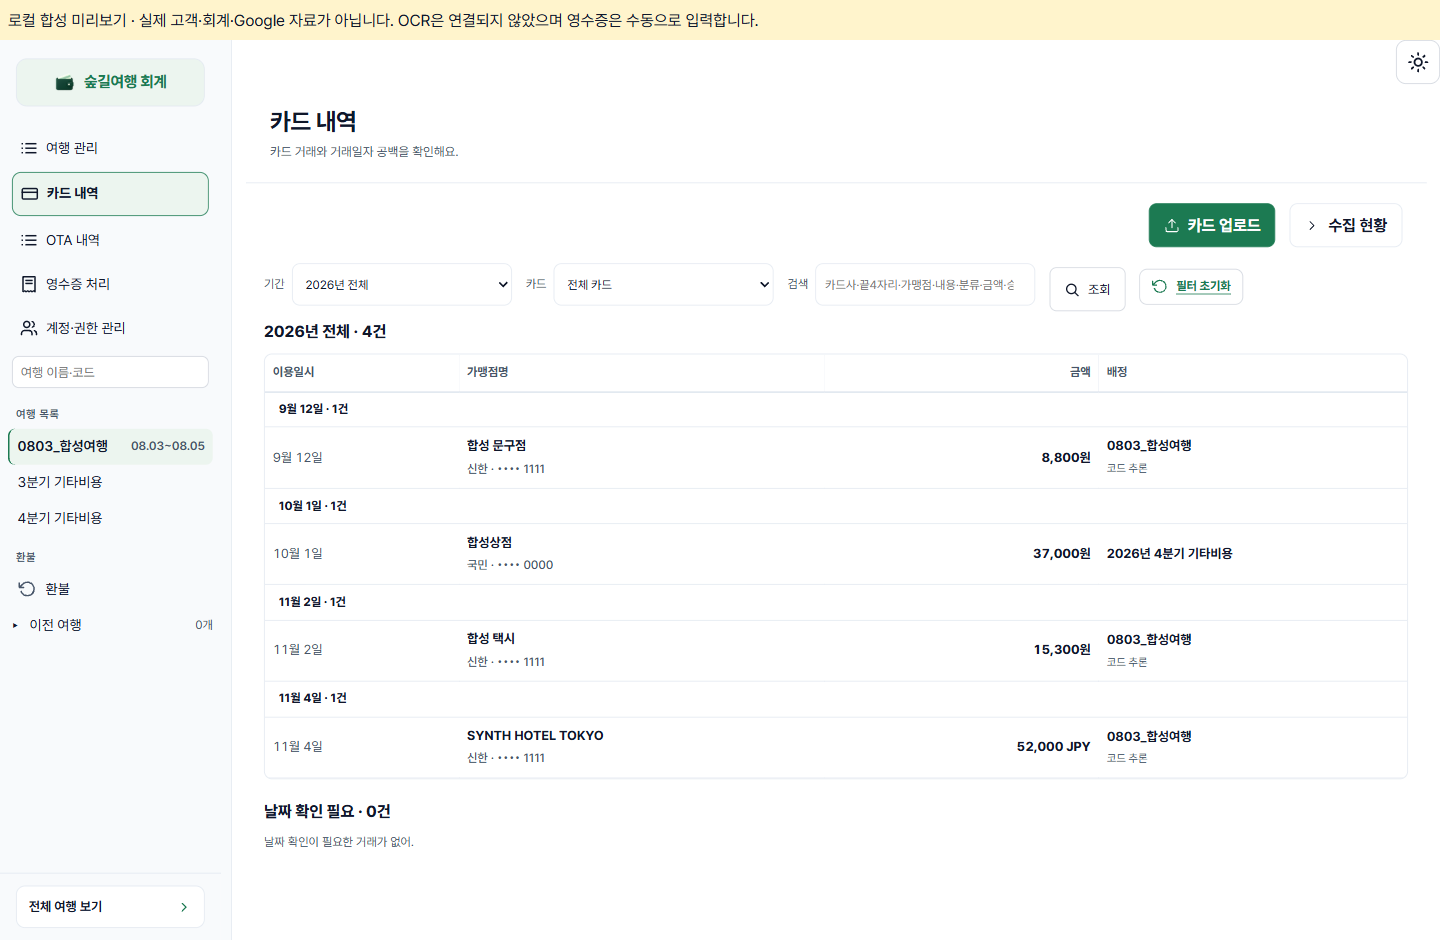 로컬 합성 미리보기 · 실제 고객·회계·Google 자료가 아닙니다. OCR은 연결되지 않았으며 영수증은 수동으로 입력합니다.
숲길여행 회계
여행 관리
카드 내역
OTA 내역
영수증 처리
계정·권한 관리
여행 이름·코드
여행 목록
0803_합성여행 08.03~08.05
3분기 기타비용
4분기 기타비용
환불
환불
이전 여행 0개
전체 여행 보기
카드 내역
카드 거래와 거래일자 공백을 확인해요.
카드 업로드 수집 현황
기간 2026년 전체 카드 전체 카드 검색 카드사·끝4자리·가맹점·내용·분류·금액·승 조회 필터 초기화
2026년 전체 · 4건
이용일시 가맹점명 금액 배정
9월 12일 · 1건
9월 12일 합성 문구점 8,800원 0803_합성여행
신한 · •••• 1111 코드 추론
10월 1일 · 1건
10월 1일 합성상점 37,000원 2026년 4분기 기타비용
국민 · •••• 0000
11월 2일 · 1건
11월 2일 합성 택시 15,300원 0803_합성여행
신한 · •••• 1111 코드 추론
11월 4일 · 1건
11월 4일 SYNTH HOTEL TOKYO 52,000 JPY 0803_합성여행
신한 · •••• 1111 코드 추론
날짜 확인 필요 · 0건
날짜 확인이 필요한 거래가 없어.